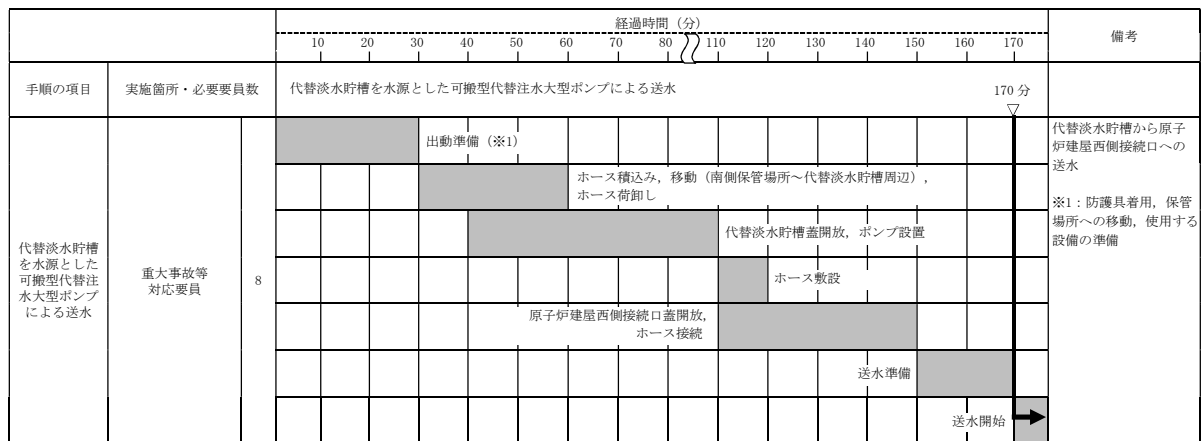 経過時間（分）
備考
10 20 30 40 50 60 70 80 110 120 130 140 150 160 170
手順の項目
実施箇所・必要要員数
代替淡水貯槽を水源とした可搬型代替注水大型ポンプによる送水
170 分
代替淡水貯槽
を水源とした
可搬型代替注
水大型ポンプ
による送水
重大事故等
対応要員
8
出動準備（※1）
ホース積込み，移動（南側保管場所～代替淡水貯槽周辺），
ホース荷卸し
代替淡水貯槽蓋開放，ポンプ設置
ホース敷設
原子炉建屋西側接続口蓋開放，
ホース接続
送水準備
送水開始
代替淡水貯槽から原子
炉建屋西側接続口への
送水
※1：防護具着用，保管
場所への移動，使用する
設備の準備